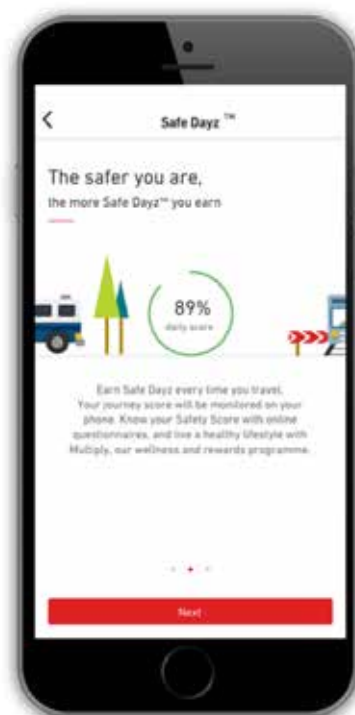 Safe Dayz ™
The safer you are,
the more Safe Dayz™ you earn
89%
daily score
Earn Safe Dayz every time you travel.
Your journey score will be monitored on your
phone. Know your Safety Score with online
questionnaires, and live a healthy lifestyle with
Multiply, our wellness and rewards programme.
Next